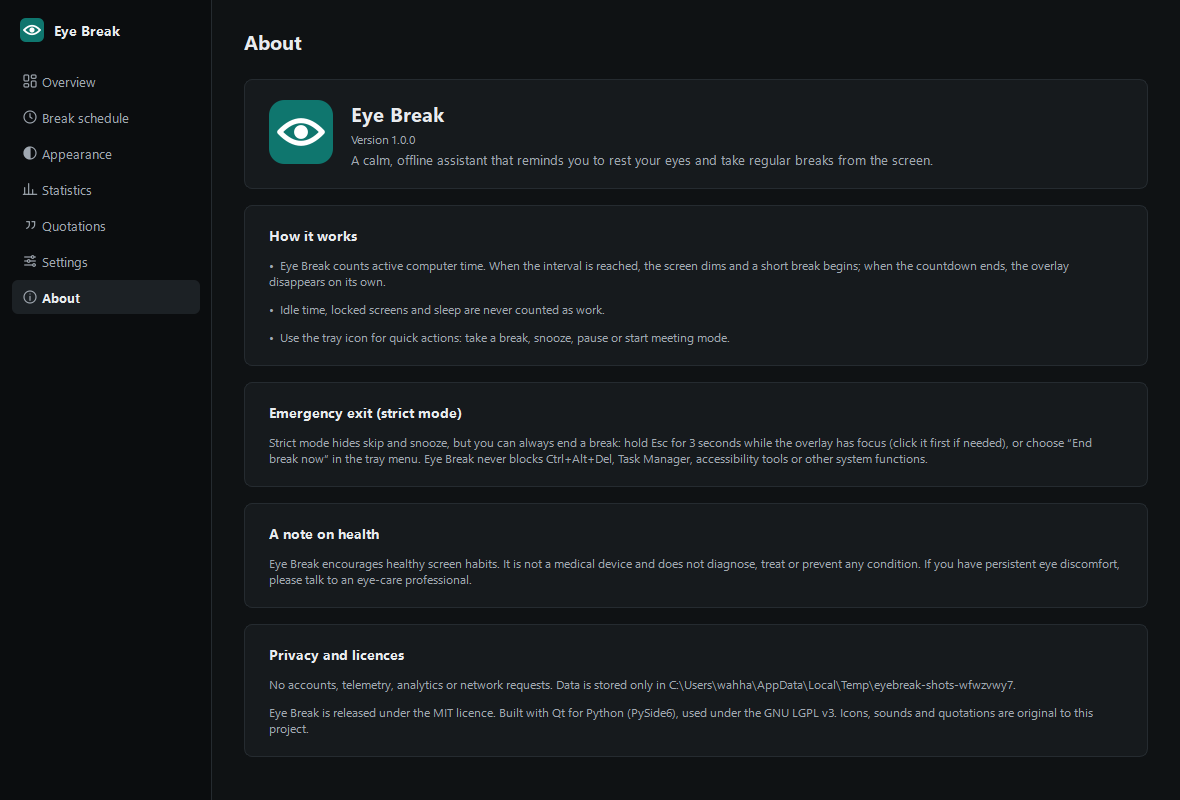 Eye Break
Overview
Break schedule
Appearance
Statistics
Quotations
Settings
About
About
Eye Break
Version 1.0.0
A calm, offline assistant that reminds you to rest your eyes and take regular breaks from the screen.
How it works
• Eye Break counts active computer time. When the interval is reached, the screen dims and a short break begins; when the countdown ends, the overlay
disappears on its own.
• Idle time, locked screens and sleep are never counted as work.
• Use the tray icon for quick actions: take a break, snooze, pause or start meeting mode.
Emergency exit (strict mode)
Strict mode hides skip and snooze, but you can always end a break: hold Esc for 3 seconds while the overlay has focus (click it first if needed), or choose “End
break now” in the tray menu. Eye Break never blocks Ctrl+Alt+Del, Task Manager, accessibility tools or other system functions.
A note on health
Eye Break encourages healthy screen habits. It is not a medical device and does not diagnose, treat or prevent any condition. If you have persistent eye discomfort,
please talk to an eye-care professional.
Privacy and licences
No accounts, telemetry, analytics or network requests. Data is stored only in C:\Users\wahha\AppData\Local\Temp\eyebreak-shots-wfwzvwy7.
Eye Break is released under the MIT licence. Built with Qt for Python (PySide6), used under the GNU LGPL v3. Icons, sounds and quotations are original to this
project.